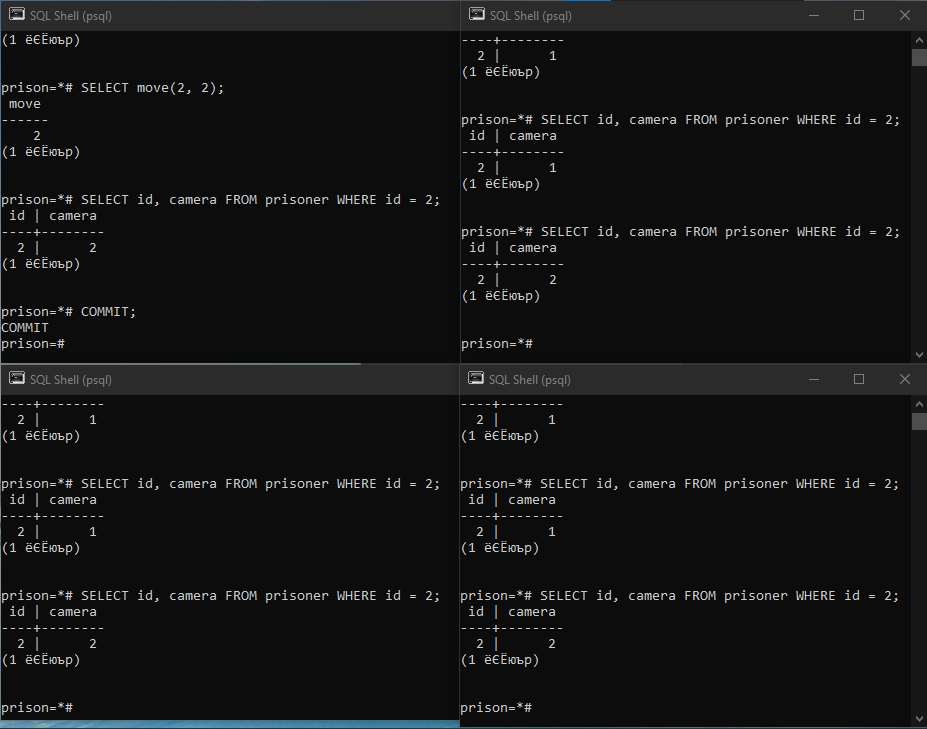 SQL Shell (psql)
(1 ёЄЁюър)
prison=*# SELECT move(2, 2);
move
------
2
(1 ёЄЁюър)
prison=*# SELECT id, camera FROM prisoner WHERE id = 2;
id | camera
----+--------
2 | 2
(1 ёЄЁюър)
prison=*# COMMIT;
COMMIT
prison=#
SQL Shell (psql)
----+--------
2 | 1
(1 ёЄЁюър)
prison=*# SELECT id, camera FROM prisoner WHERE id = 2;
id | camera
----+--------
2 | 1
(1 ёЄЁюър)
prison=*# SELECT id, camera FROM prisoner WHERE id = 2;
id | camera
----+--------
2 | 2
(1 ёЄЁюър)
prison=*#
SQL Shell (psql)
----+--------
2 | 1
(1 ёЄЁюър)
prison=*# SELECT id, camera FROM prisoner WHERE id = 2;
id | camera
----+--------
2 | 1
(1 ёЄЁюър)
prison=*# SELECT id, camera FROM prisoner WHERE id = 2;
id | camera
----+--------
2 | 2
(1 ёЄЁюър)
prison=*#
SQL Shell (psql)
----+--------
2 | 1
(1 ёЄЁюър)
prison=*# SELECT id, camera FROM prisoner WHERE id = 2;
id | camera
----+--------
2 | 1
(1 ёЄЁюър)
prison=*# SELECT id, camera FROM prisoner WHERE id = 2;
id | camera
----+--------
2 | 2
(1 ёЄЁюър)
prison=*#